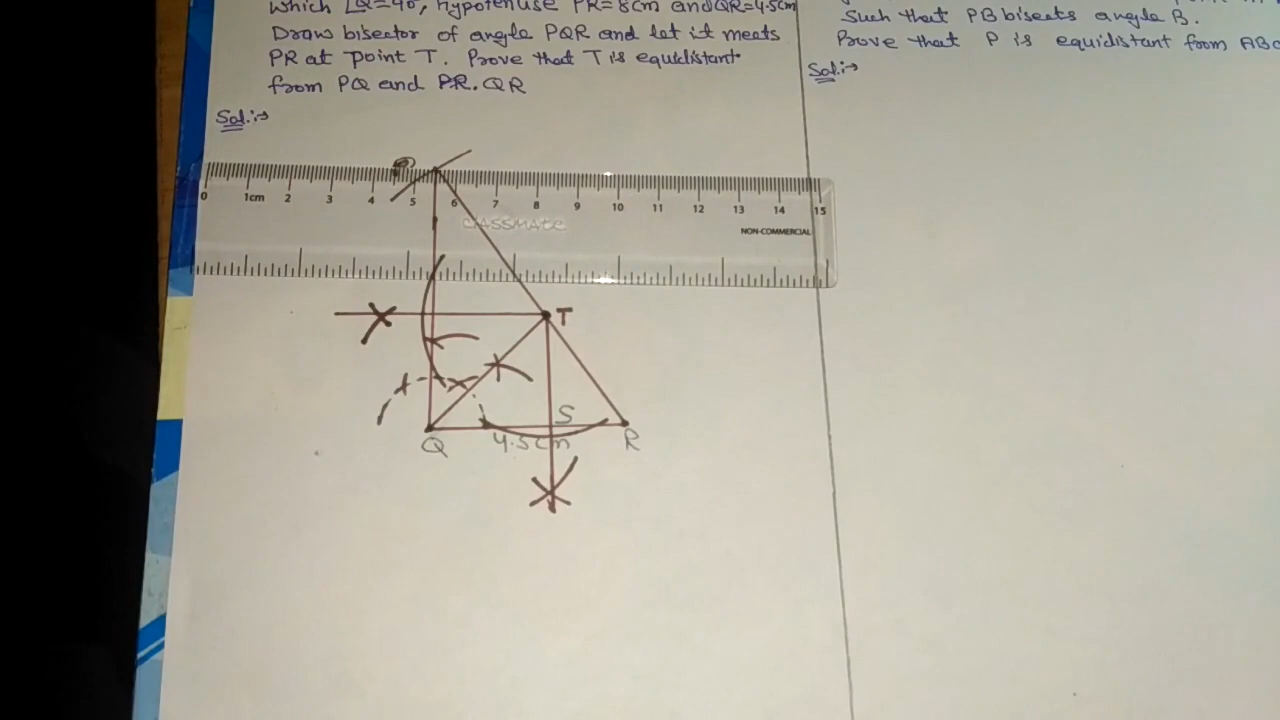 which ∠Q=90°, Hypotenuse PR=8cm and QR=4.5cm
Draw bisector of angle PQR and let it meets
PR at point T. Prove that T is equidistant
from PQ and PR. QR
Sol:→
Such that PB bisects angle B.
Prove that P is equidistant from
Sol:→
0 1cm 2 3 4 5 6 7 8 9 10 11 12 13 14 15
CLASSMATE
NON-COMMERCIAL
T
S
Q 4.5cm R